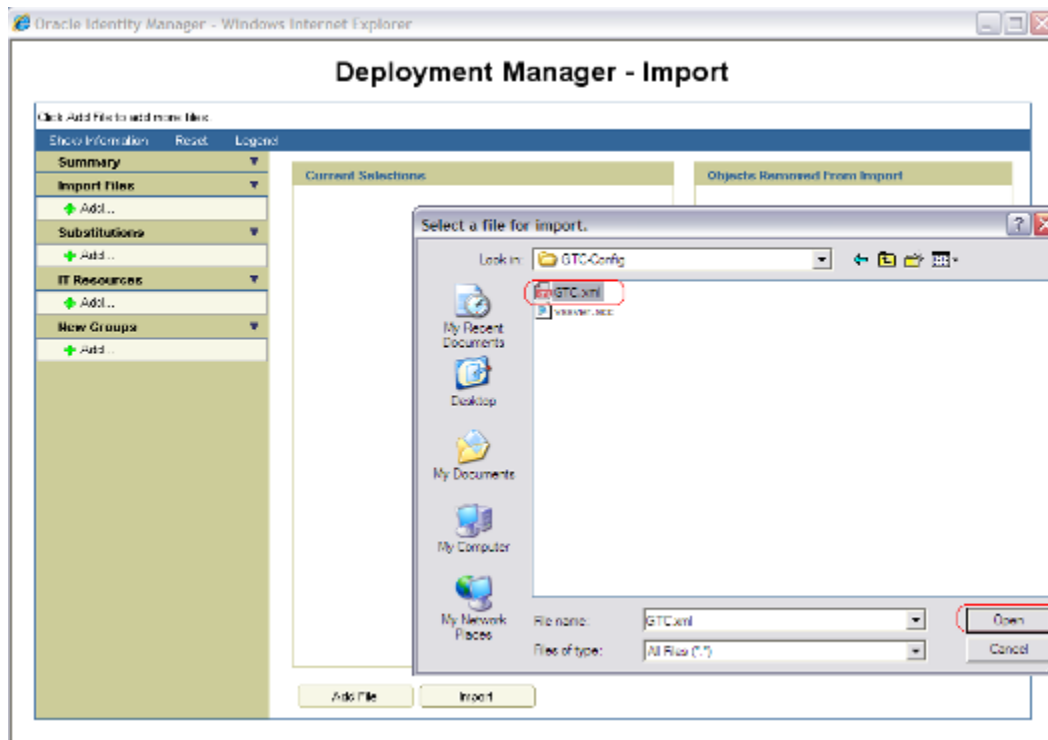 Oracle Identity Manager - Windows Internet Explorer
Deployment Manager - Import
Click Add File to add more files.
Show Information Reset Legend
Summary
Import Files
Add...
Substitutions
Add...
IT Resources
Add...
New Groups
Add...
Current Selections
Objects Removed From Import
Select a file for import.
Look in: GTC-Config
GTC.xml
My Recent Documents
Desktop
My Documents
My Computer
My Network Places
File name: GTC.xml
Open
Files of type: All Files (*.*)
Cancel
Add File
Import